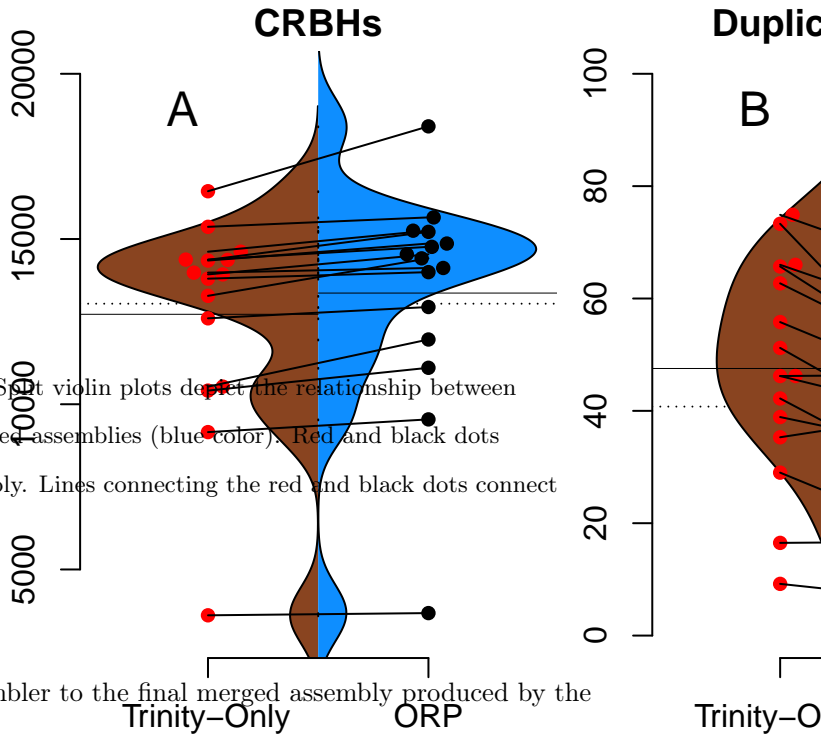 CRBHs
Duplic
A
B
20000
15000
10000
5000
100
80
60
40
20
0
Split violin plots depict the relationship between
ed assemblies (blue color). Red and black dots
bly. Lines connecting the red and black dots connect
mbler to the final merged assembly produced by the
Trinity−Only
ORP
Trinity−O